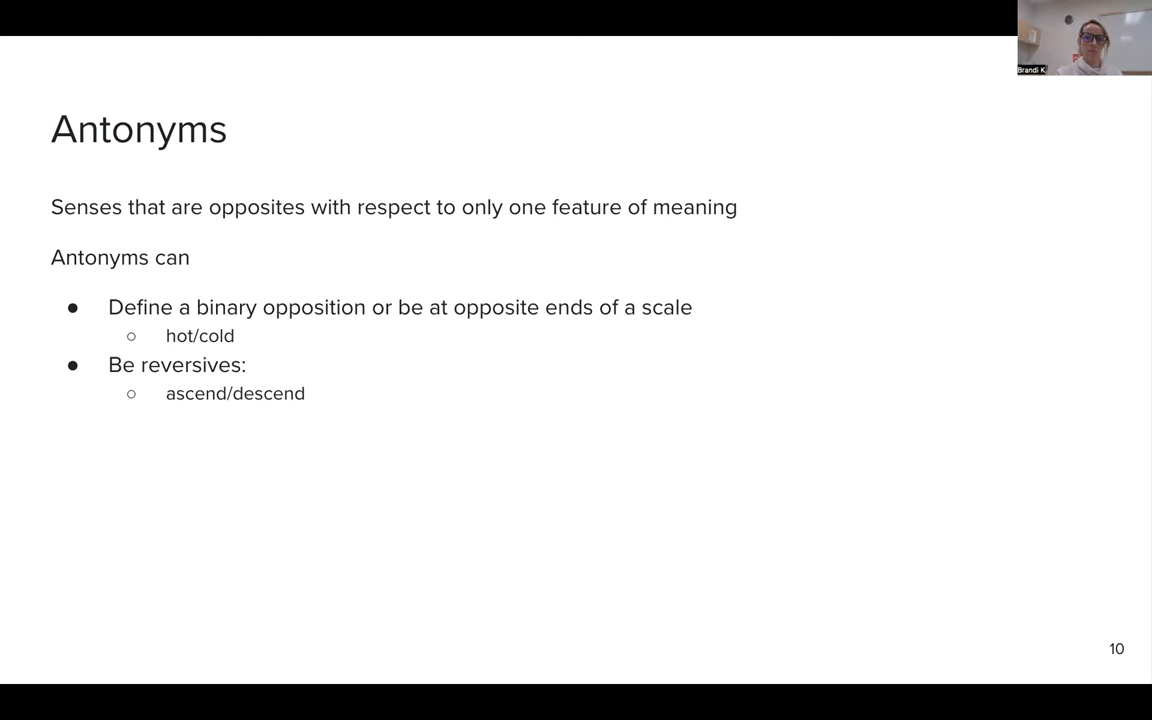 Brandi K
Antonyms
Senses that are opposites with respect to only one feature of meaning
Antonyms can
● Define a binary opposition or be at opposite ends of a scale
○ hot/cold
● Be reversives:
○ ascend/descend
10